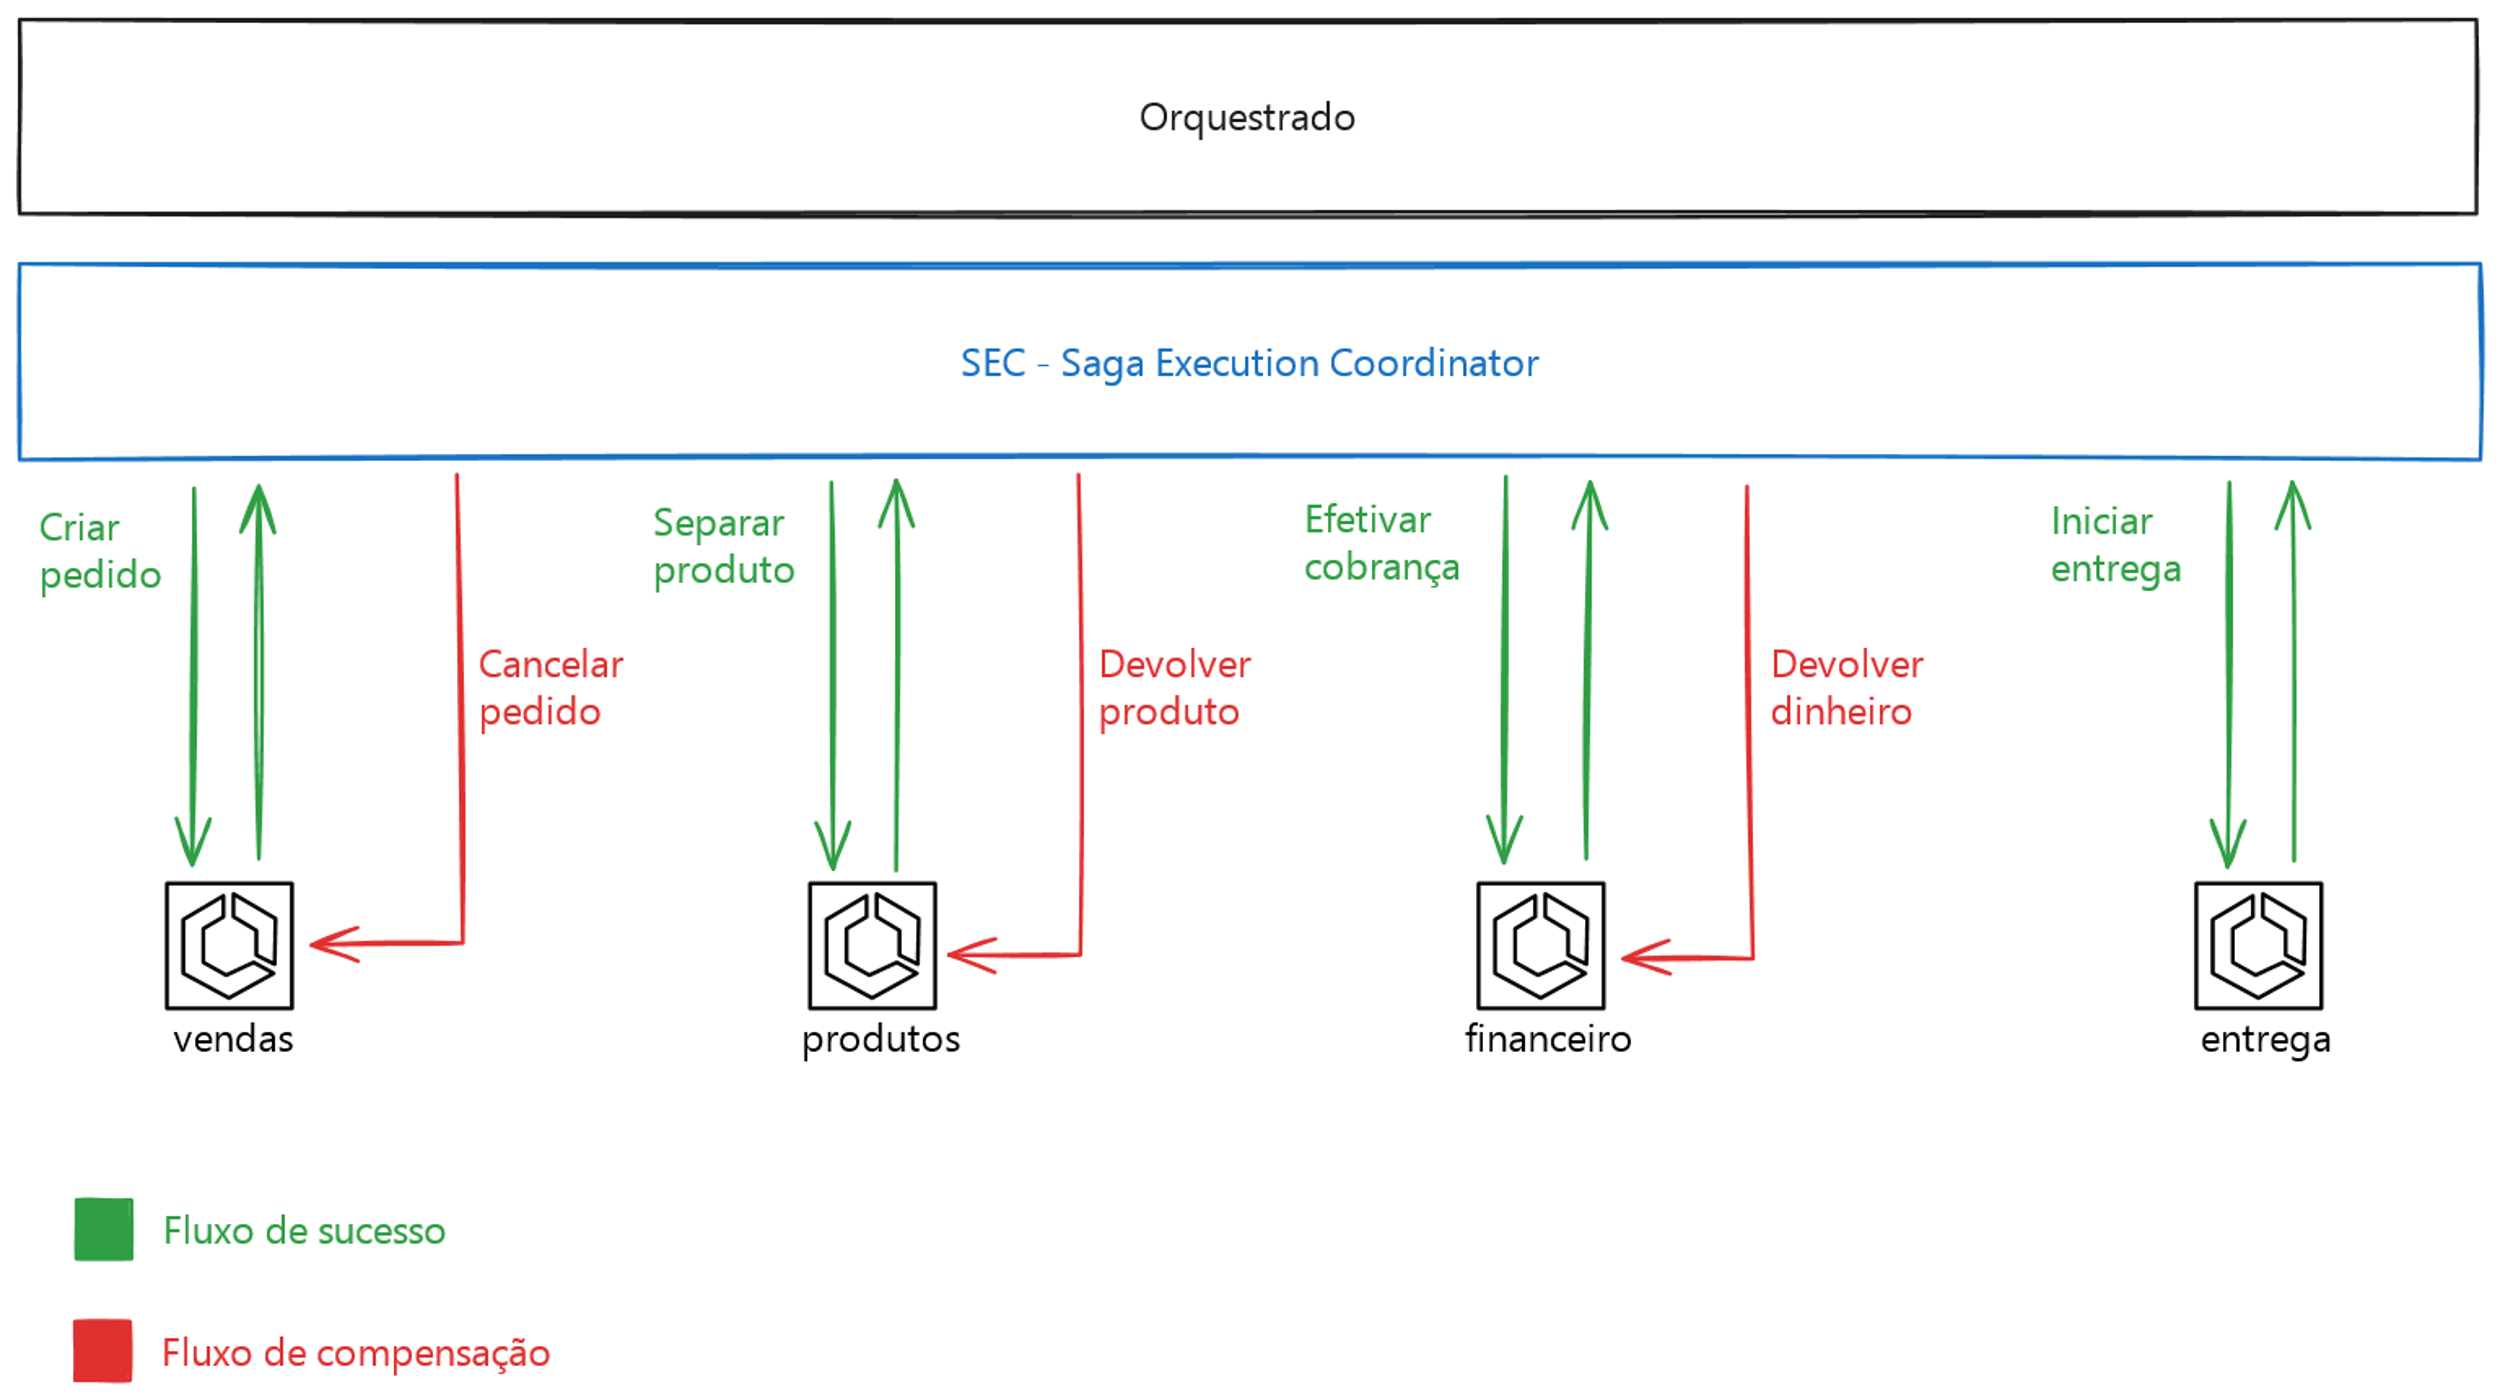 Orquestrado
SEC - Saga Execution Coordinator
Criar
pedido
Cancelar
pedido
Separar
produto
Devolver
produto
Efetivar
cobrança
Devolver
dinheiro
Iniciar
entrega
vendas
produtos
financeiro
entrega
Fluxo de sucesso
Fluxo de compensação